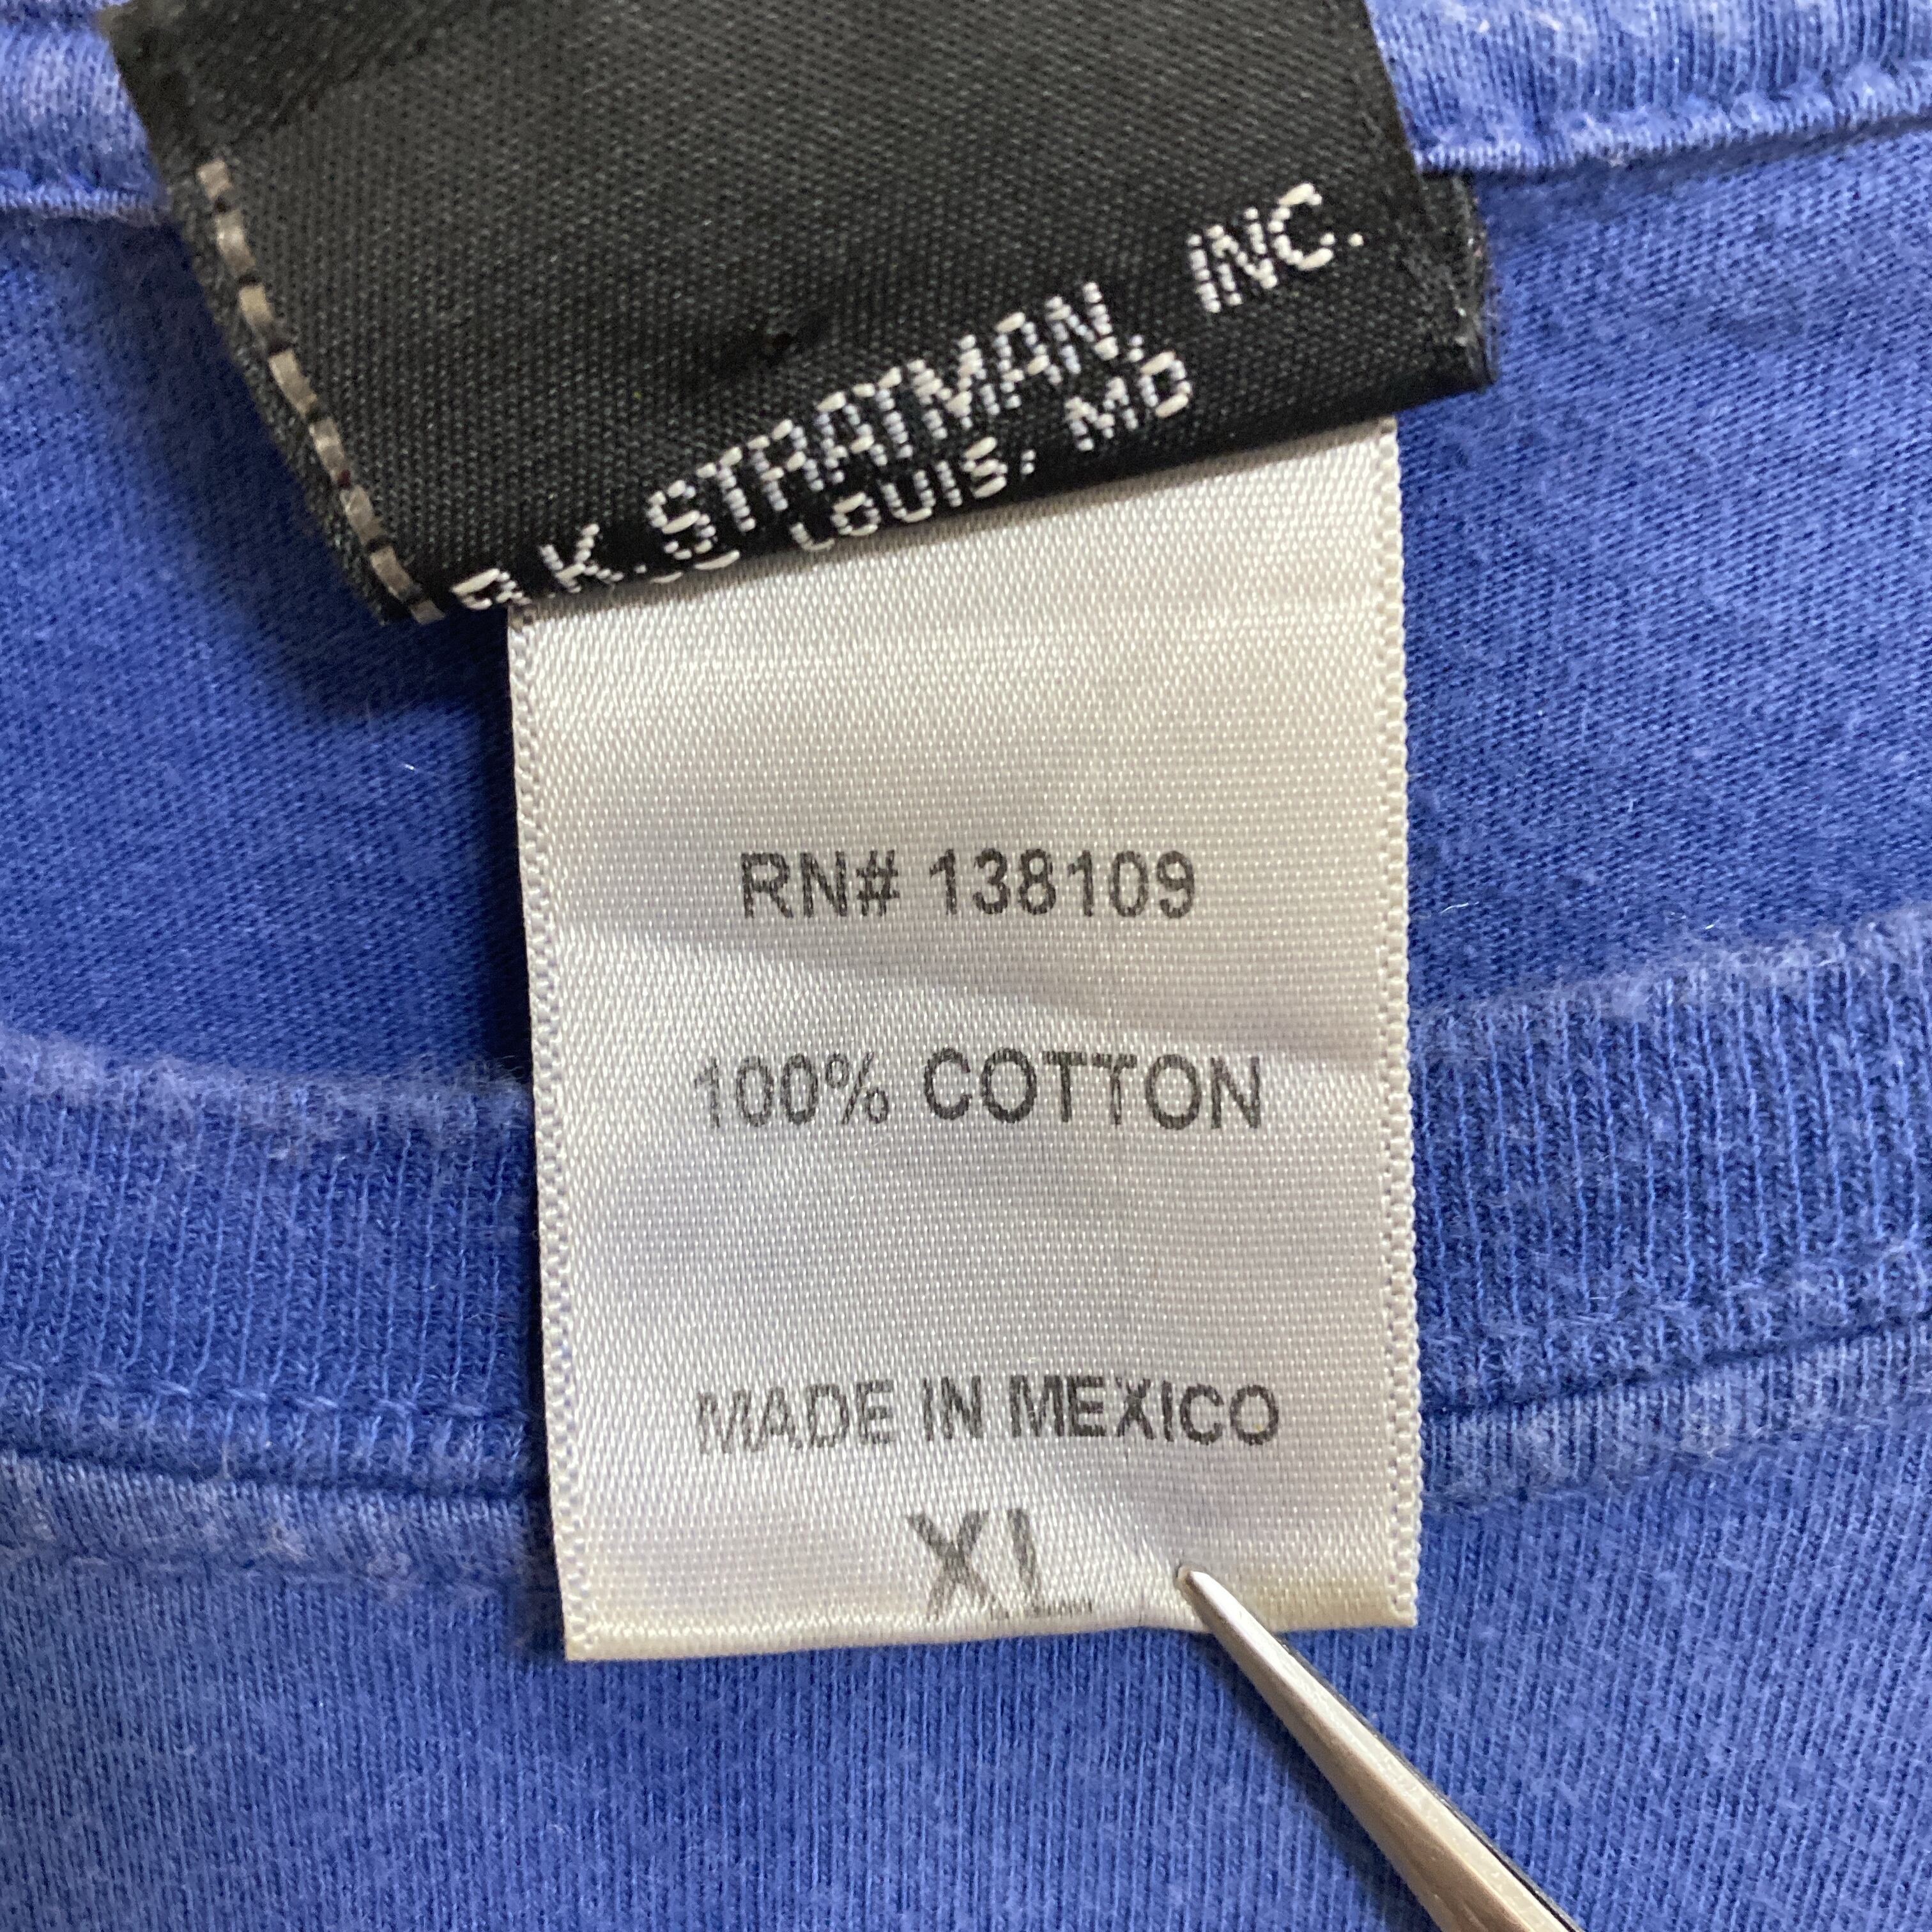 R.K. STRATMAN, INC.
LOUIS, MO
RN# 138109
100% COTTON
MADE IN MEXICO
XL